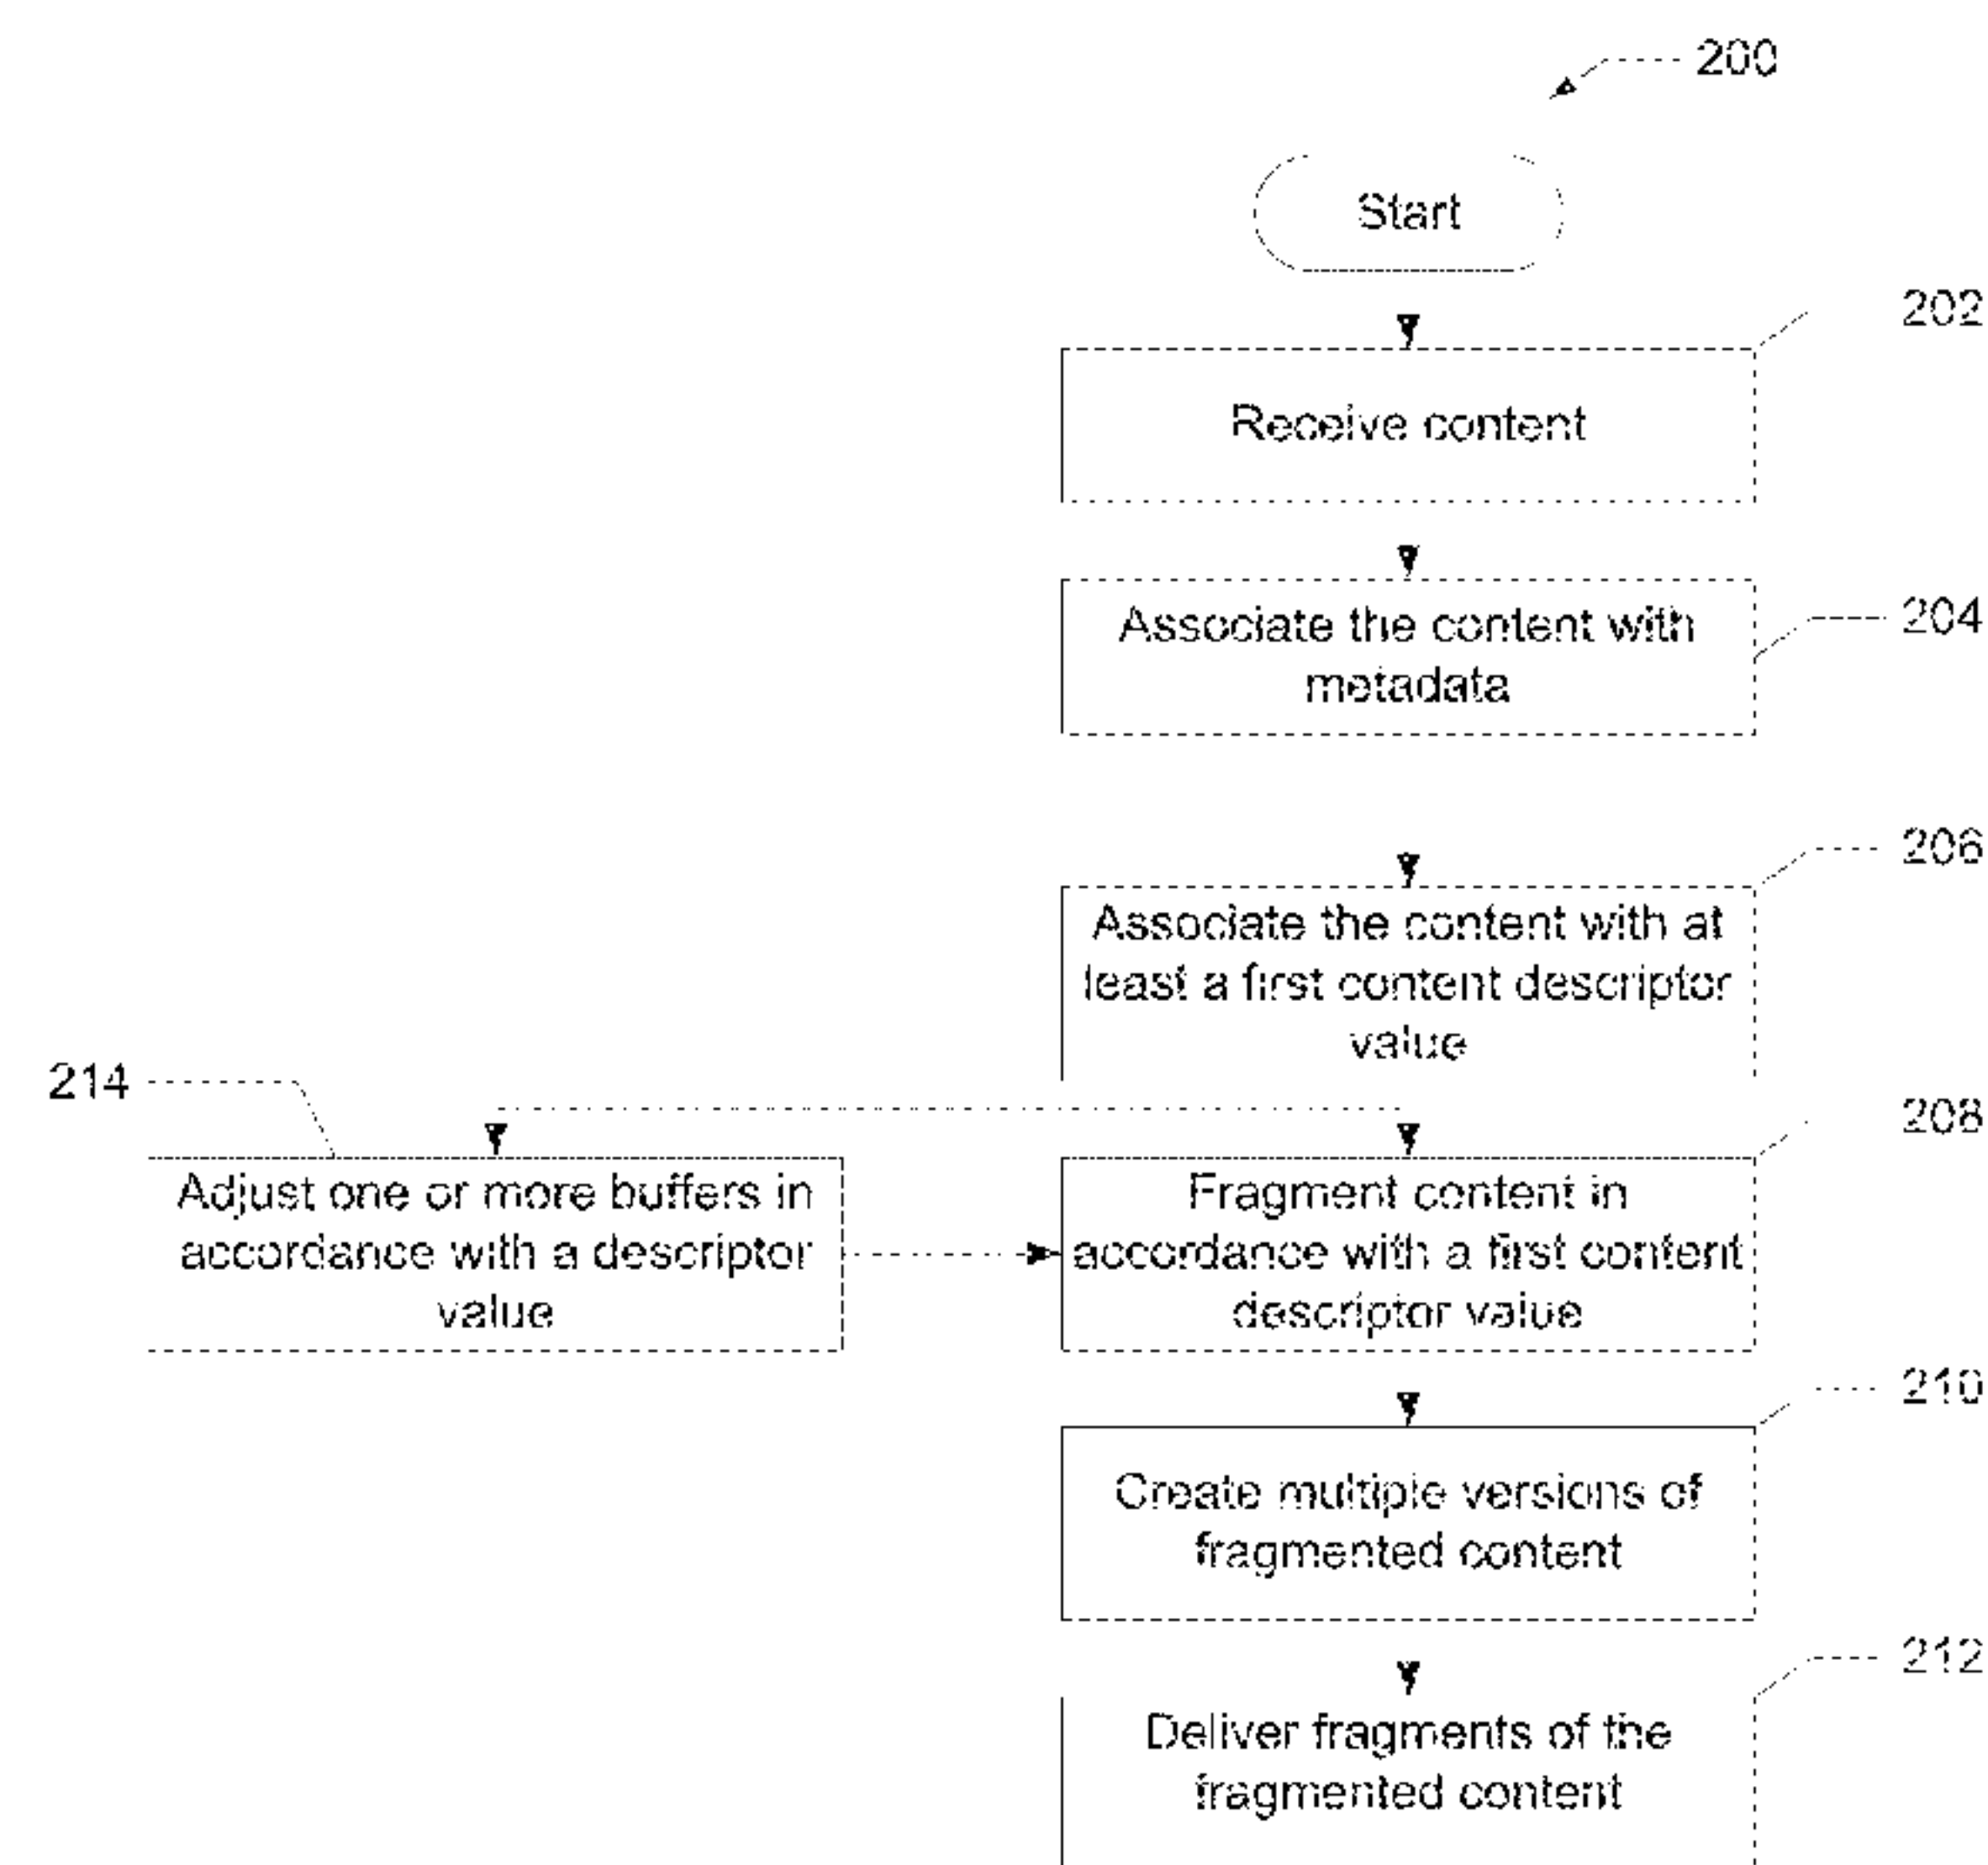 200
Start
202
Receive content
204
Associate the content with
metadata
206
Associate the content with at
least a first content descriptor
value
214
Adjust one or more buffers in
accordance with a descriptor
value
208
Fragment content in
accordance with a first content
descriptor value
210
Create multiple versions of
fragmented content
212
Deliver fragments of the
fragmented content